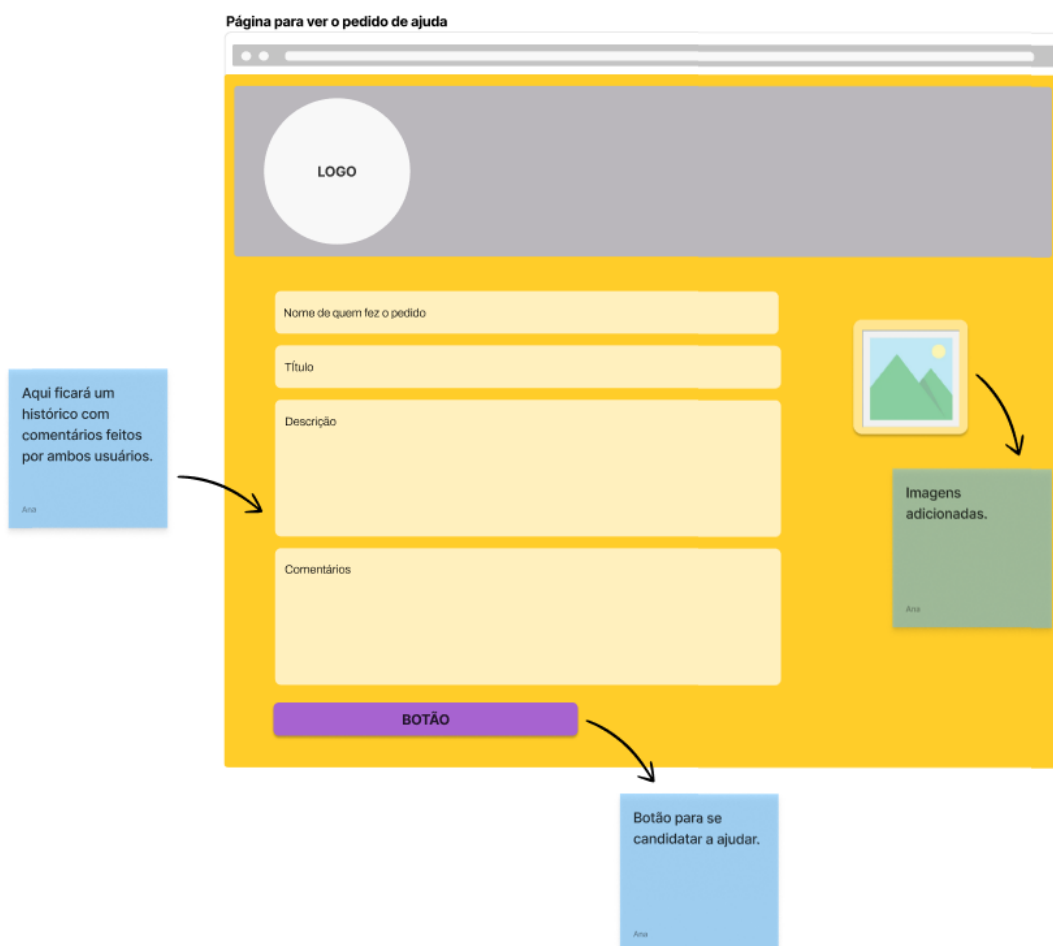 Página para ver o pedido de ajuda
LOGO
Nome de quem fez o pedido
TÍtulo
Descrição
Aqui ficará um
histórico com
comentários feitos
por ambos usuários.
Ana
Imagens
adicionadas.
Ana
Comentários
BOTÃO
Botão para se
candidatar a ajudar.
Ana